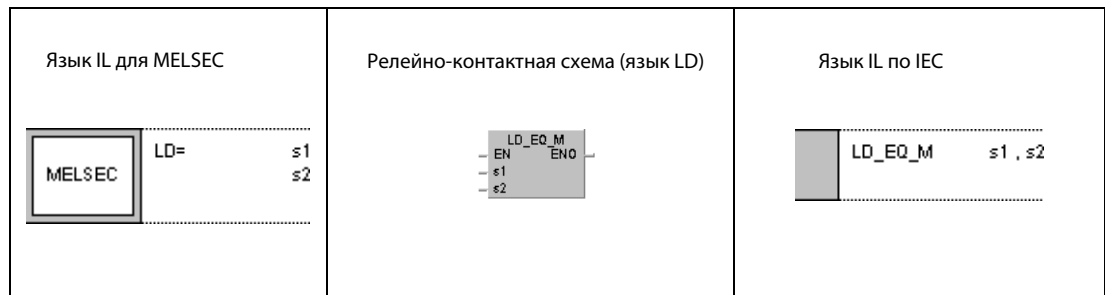 Язык IL для MELSEC
MELSEC
LD=
s1
s2
Релейно-контактная схема (язык LD)
LD_EQ_M
EN ENO
s1
s2
Язык IL по IEC
LD_EQ_M s1 , s2